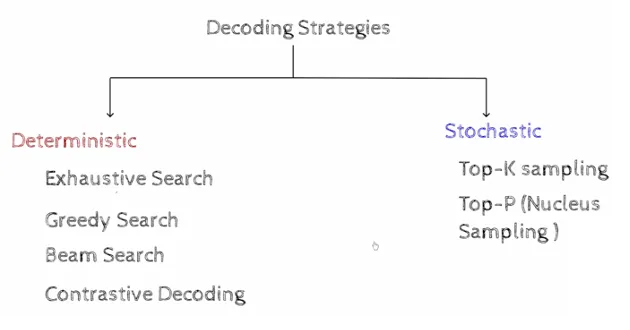 Decoding Strategies
Deterministic
Exhaustive Search
Greedy Search
Beam Search
Contrastive Decoding
Stochastic
Top-K sampling
Top-P (Nucleus
Sampling )